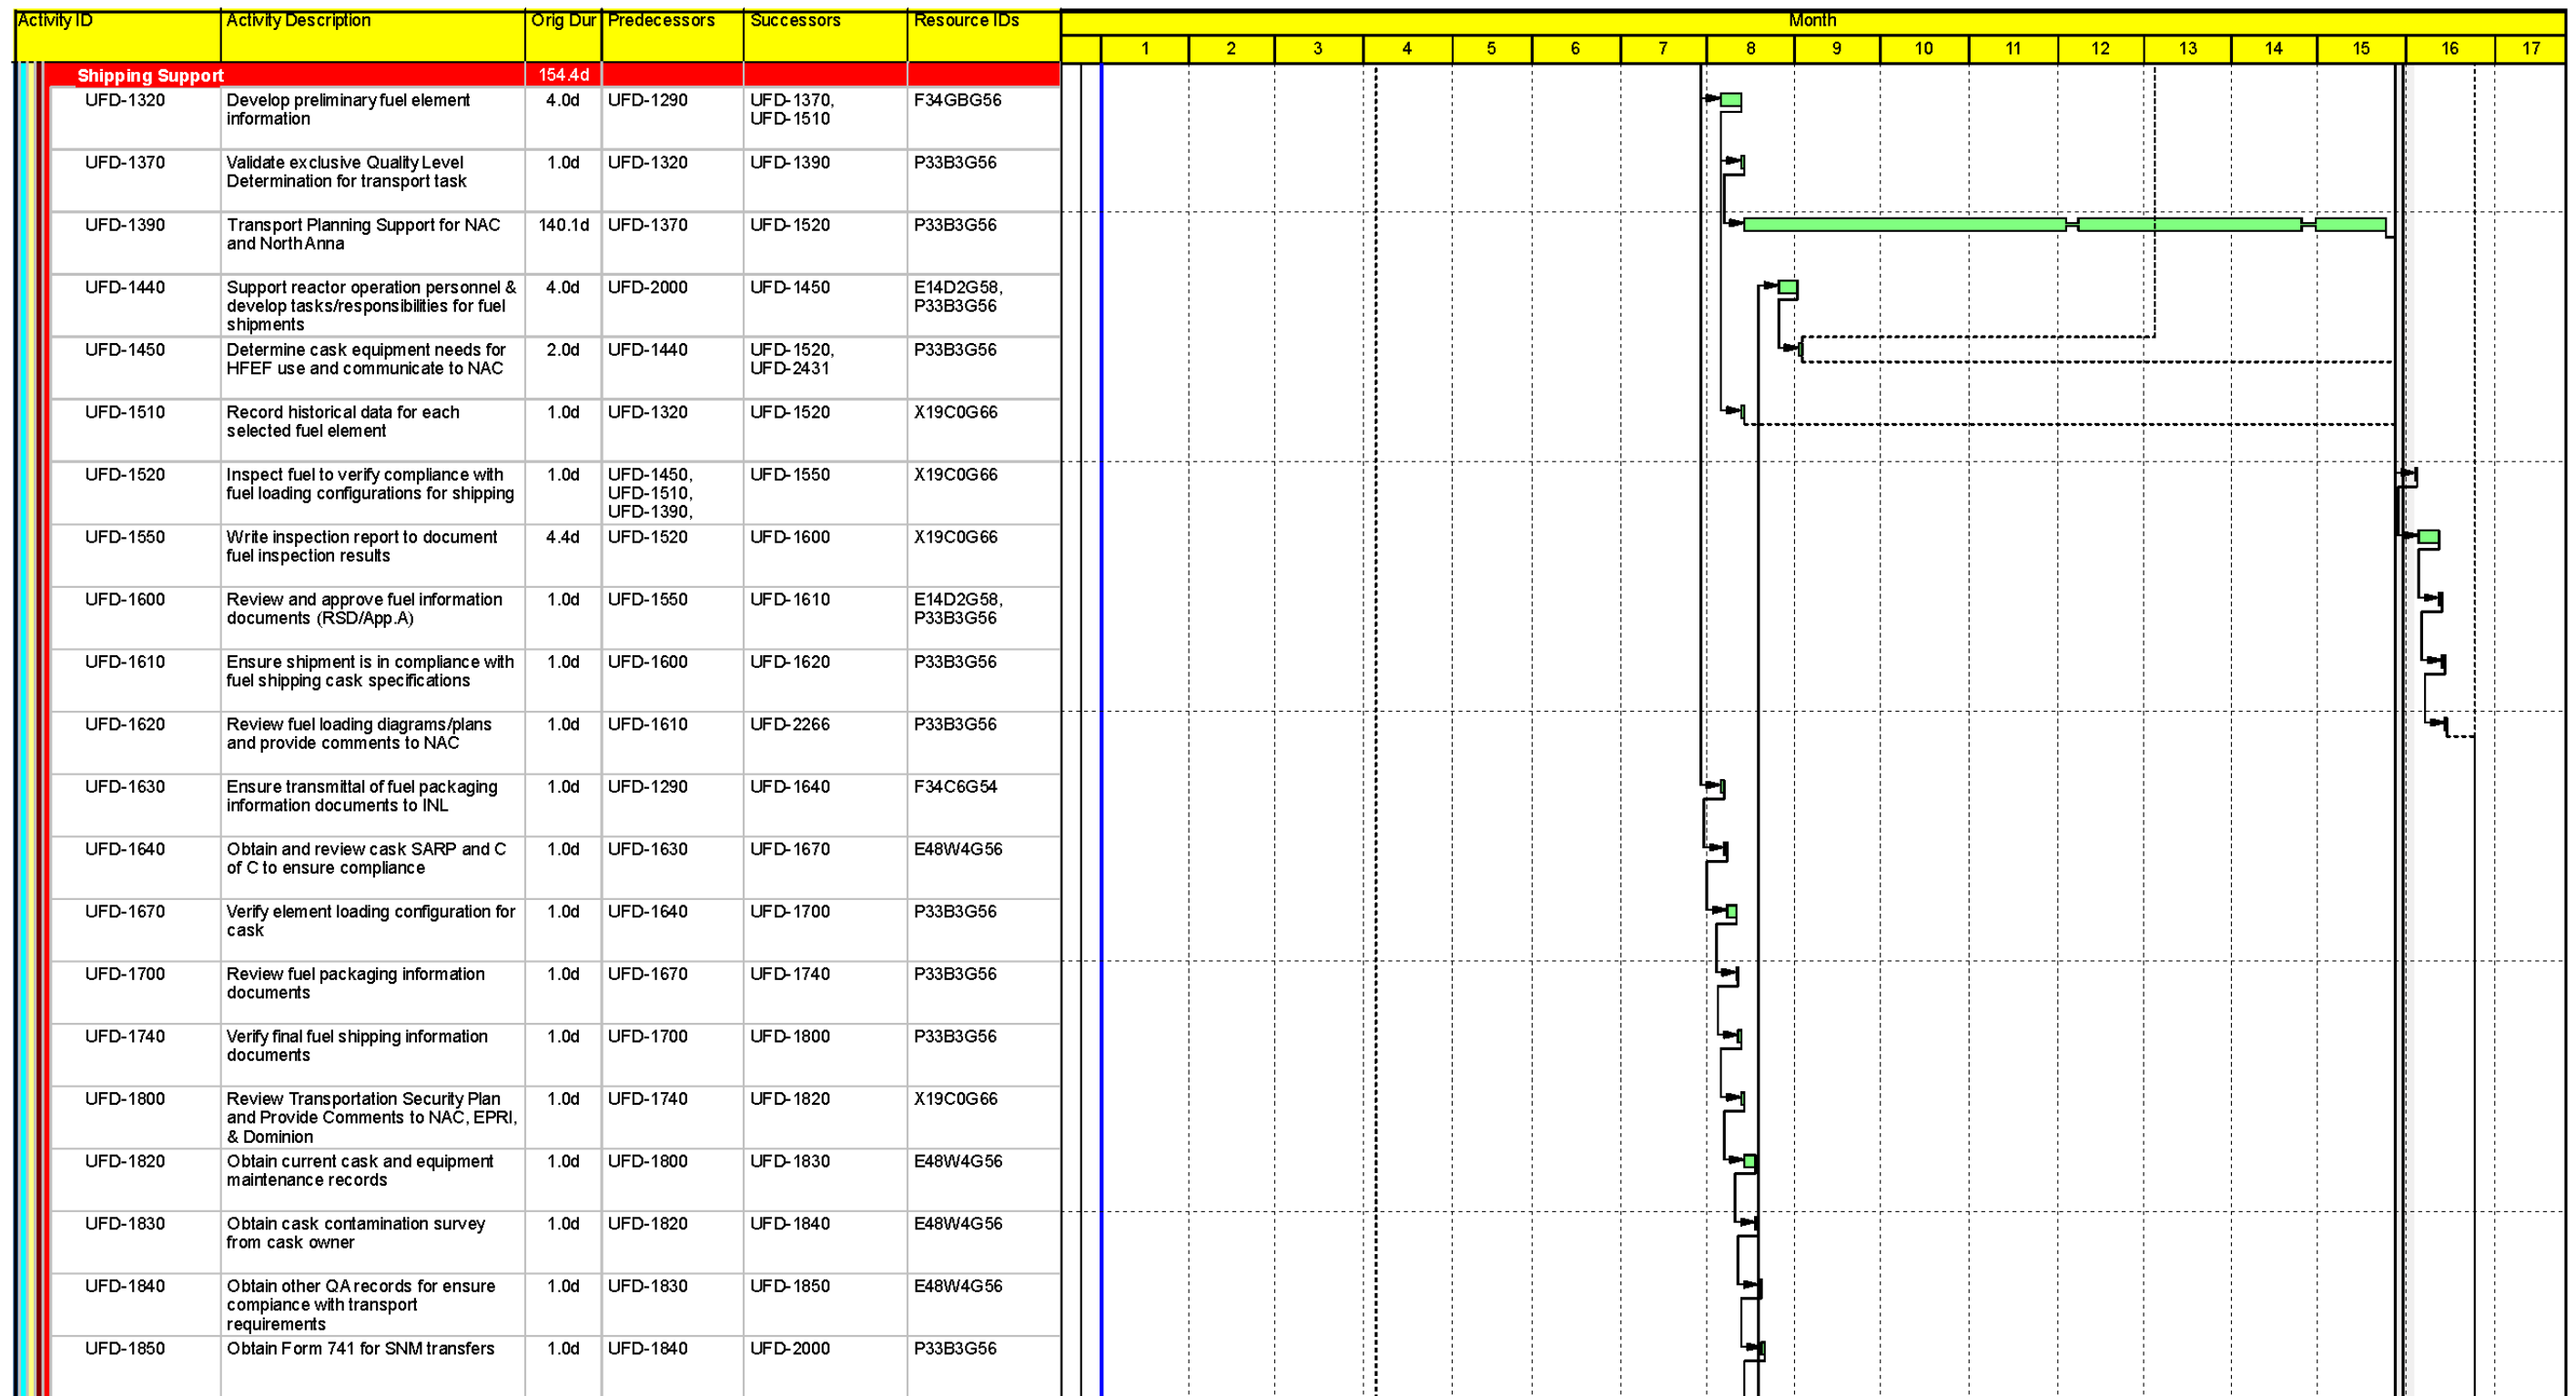 Activity ID Activity Description Orig Dur Predecessors Successors Resource IDs Month
1 2 3 4 5 6 7 8 9 10 11 12 13 14 15 16 17
Shipping Support 154.4d
UFD-1320 Develop preliminary fuel element 4.0d UFD-1290 UFD-1370, F34GBG56
information UFD-1510
UFD-1370 Validate exclusive Quality Level 1.0d UFD-1320 UFD-1390 P33B3G56
Determination for transport task
UFD-1390 Transport Planning Support for NAC 140.1d UFD-1370 UFD-1520 P33B3G56
and North Anna
UFD-1440 Support reactor operation personnel & 4.0d UFD-2000 UFD-1450 E14D2G58,
develop tasks/responsibilities for fuel P33B3G56
shipments
UFD-1450 Determine cask equipment needs for 2.0d UFD-1440 UFD-1520, P33B3G56
HFEF use and communicate to NAC UFD-2431
UFD-1510 Record historical data for each 1.0d UFD-1320 UFD-1520 X19C0G66
selected fuel element
UFD-1520 Inspect fuel to verify compliance with 1.0d UFD-1450, UFD-1550 X19C0G66
fuel loading configurations for shipping UFD-1510,
UFD-1390,
UFD-1550 Write inspection report to document 4.4d UFD-1520 UFD-1600 X19C0G66
fuel inspection results
UFD-1600 Review and approve fuel information 1.0d UFD-1550 UFD-1610 E14D2G58,
documents (RSD/App.A) P33B3G56
UFD-1610 Ensure shipment is in compliance with 1.0d UFD-1600 UFD-1620 P33B3G56
fuel shipping cask specifications
UFD-1620 Review fuel loading diagrams/plans 1.0d UFD-1610 UFD-2266 P33B3G56
and provide comments to NAC
UFD-1630 Ensure transmittal of fuel packaging 1.0d UFD-1290 UFD-1640 F34C6G54
information documents to INL
UFD-1640 Obtain and review cask SARP and C 1.0d UFD-1630 UFD-1670 E48W4G56
of C to ensure compliance
UFD-1670 Verify element loading configuration for 1.0d UFD-1640 UFD-1700 P33B3G56
cask
UFD-1700 Review fuel packaging information 1.0d UFD-1670 UFD-1740 P33B3G56
documents
UFD-1740 Verify final fuel shipping information 1.0d UFD-1700 UFD-1800 P33B3G56
documents
UFD-1800 Review Transportation Security Plan 1.0d UFD-1740 UFD-1820 X19C0G66
and Provide Comments to NAC, EPRI,
& Dominion
UFD-1820 Obtain current cask and equipment 1.0d UFD-1800 UFD-1830 E48W4G56
maintenance records
UFD-1830 Obtain cask contamination survey 1.0d UFD-1820 UFD-1840 E48W4G56
from cask owner
UFD-1840 Obtain other QA records for ensure 1.0d UFD-1830 UFD-1850 E48W4G56
compiance with transport
requirements
UFD-1850 Obtain Form 741 for SNM transfers 1.0d UFD-1840 UFD-2000 P33B3G56